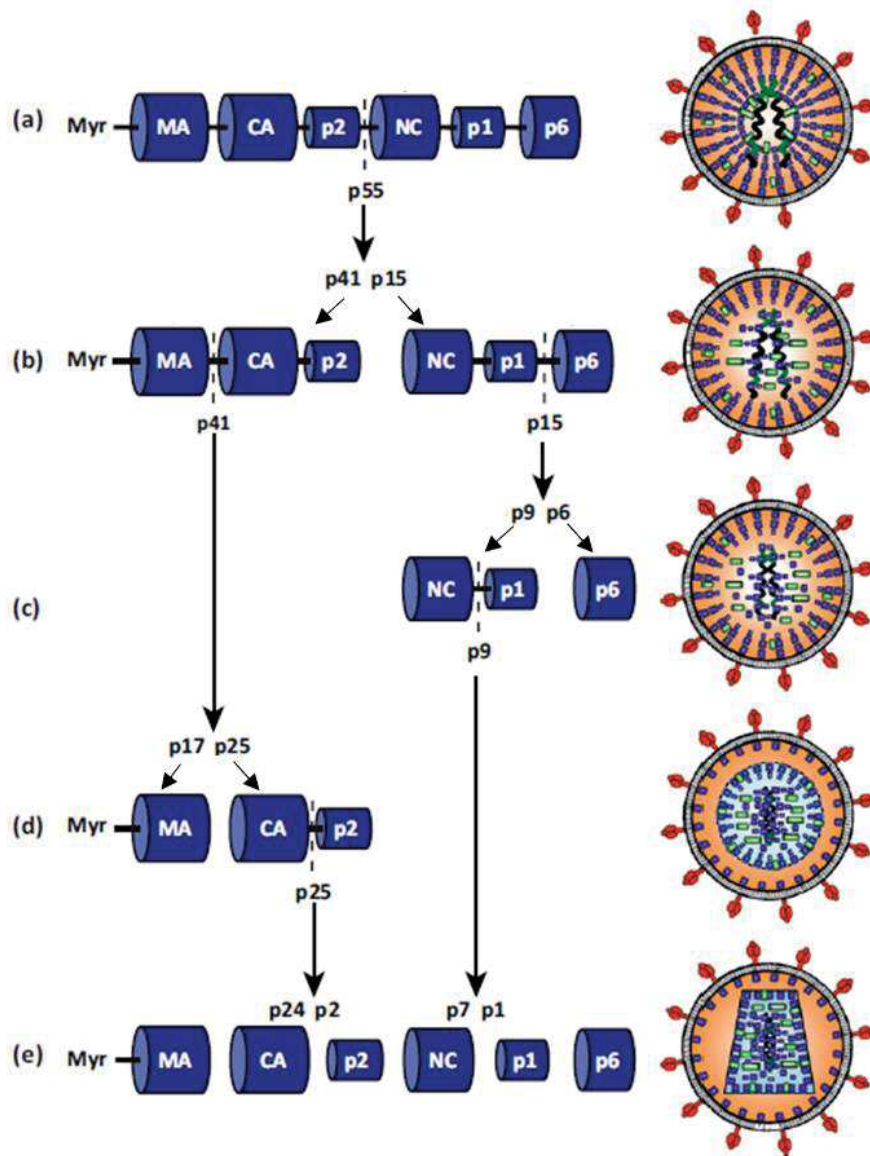 (a) Myr MA CA p2 NC p1 p6
p55
p41 p15
(b) Myr MA CA p2 NC p1 p6
p41 p15
p9 p6
(c) NC p1 p6
p9
p17 p25
(d) Myr MA CA p2
p25
p24 p2 p7 p1
(e) Myr MA CA p2 NC p1 p6